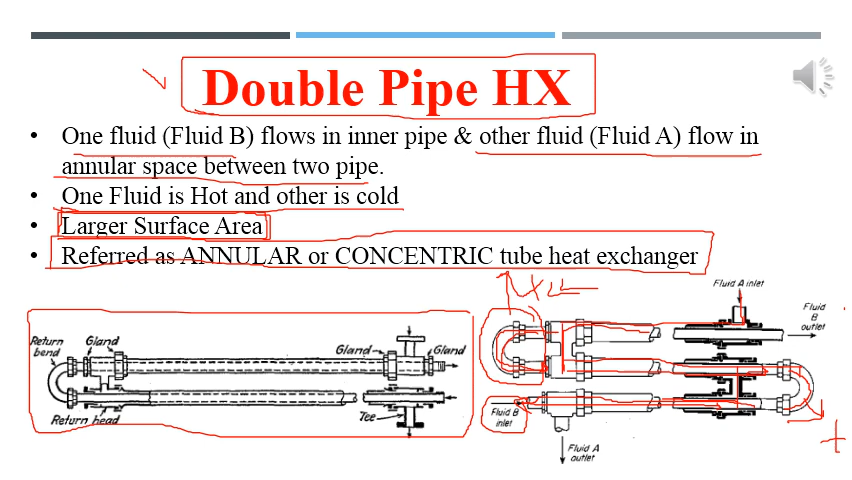 Double Pipe HX
• One fluid (Fluid B) flows in inner pipe & other fluid (Fluid A) flow in
annular space between two pipe.
• One Fluid is Hot and other is cold
• Larger Surface Area
• Referred as ANNULAR or CONCENTRIC tube heat exchanger
Return
bend
Gland
Gland
Gland
Return head
Tee
Fluid A inlet
Fluid
B
outlet
Fluid B
inlet
Fluid A
outlet